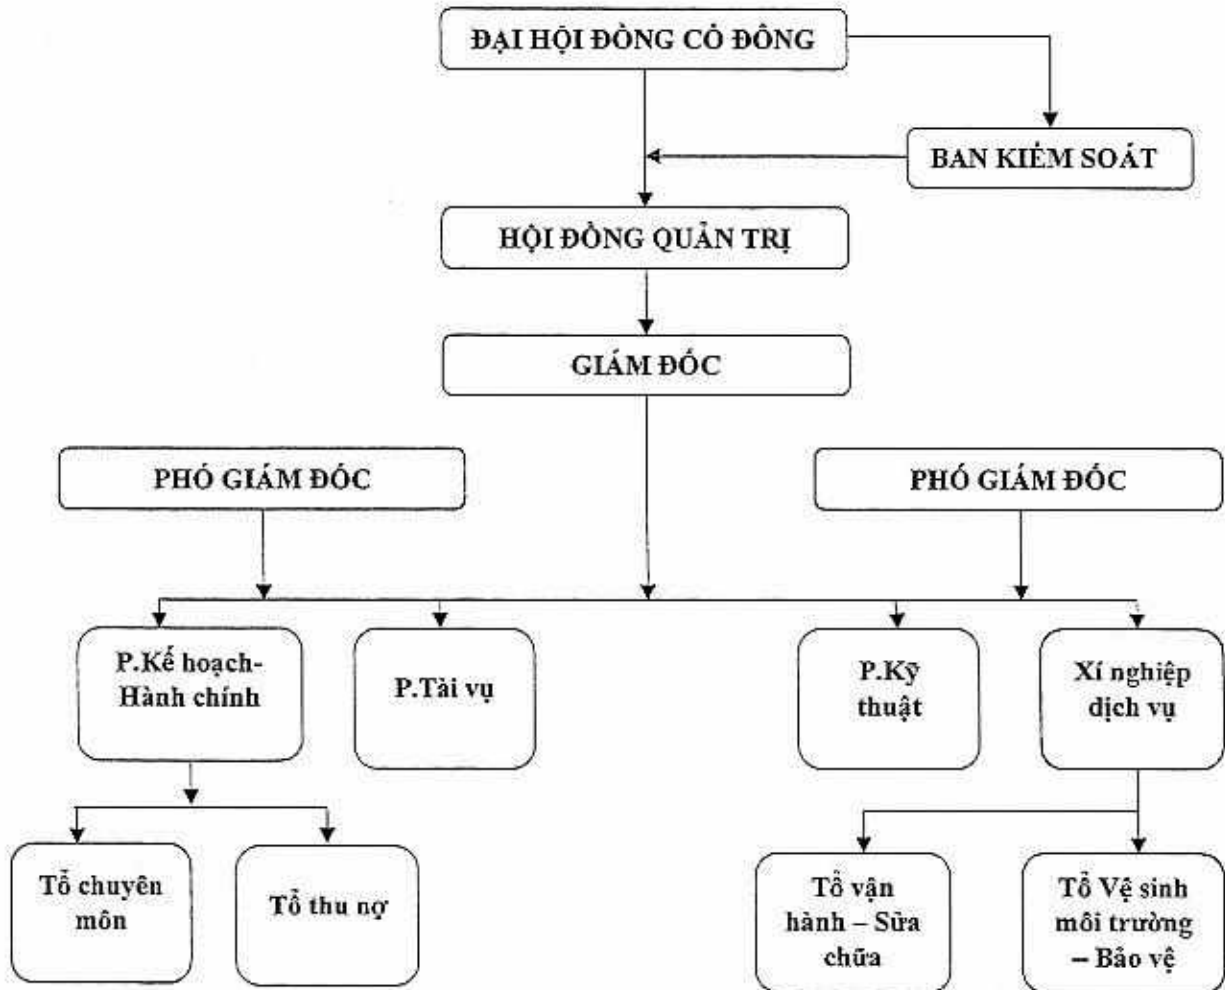 ĐẠI HỘI ĐỒNG CỔ ĐÔNG
BAN KIỂM SOÁT
HỘI ĐỒNG QUẢN TRỊ
GIÁM ĐỐC
PHÓ GIÁM ĐỐC
PHÓ GIÁM ĐỐC
P.Kế hoạch-
Hành chính
P.Tài vụ
P.Kỹ
thuật
Xí nghiệp
dịch vụ
Tổ chuyên
môn
Tổ thu nợ
Tổ vận
hành – Sữa
chữa
Tổ Vệ sinh
môi trường
– Bảo vệ